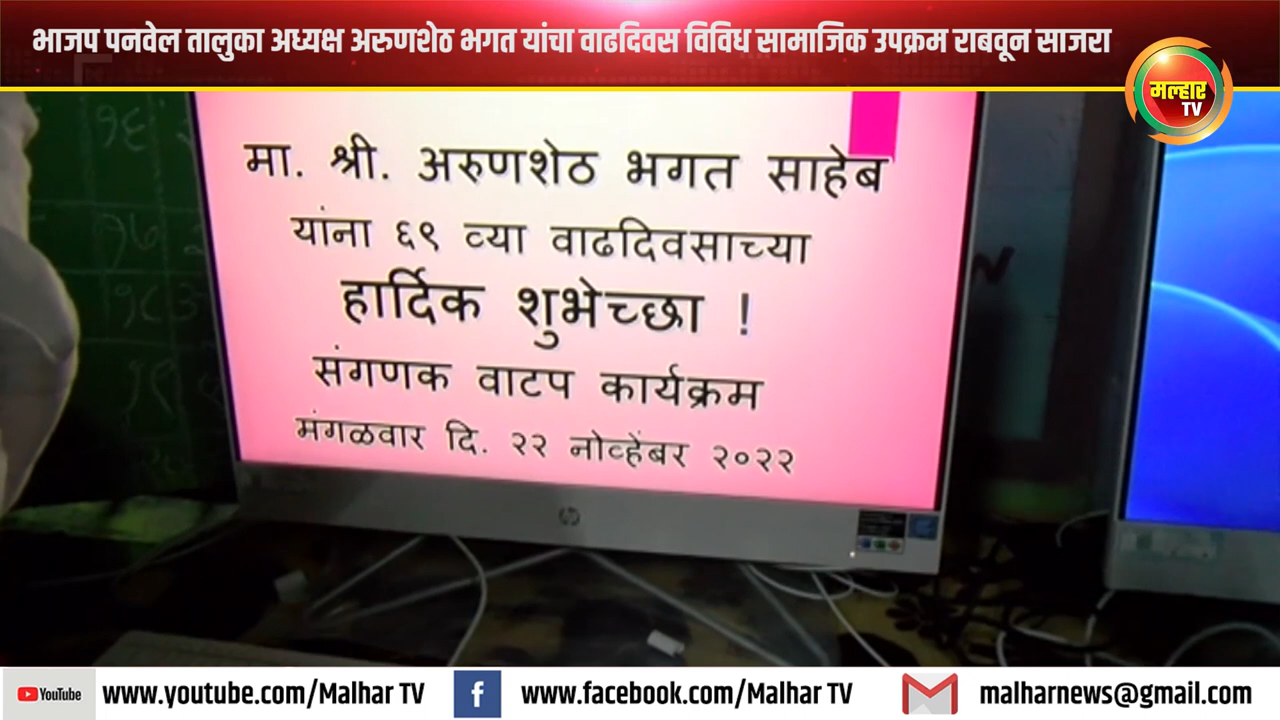 भाजप पनवेल तालुका अध्यक्ष अरुणशेठ भगत यांचा वाढदिवस विविध सामाजिक उपक्रम राबवून साजरा
मल्हार
TV
मा. श्री. अरुणशेठ भगत साहेब
यांना ६९ व्या वाढदिवसाच्या
हार्दिक शुभेच्छा !
संगणक वाटप कार्यक्रम
मंगळवार दि. २२ नोव्हेंबर २०२२
hp
YouTube www.youtube.com/Malhar TV www.facebook.com/Malhar TV malharnews@gmail.com